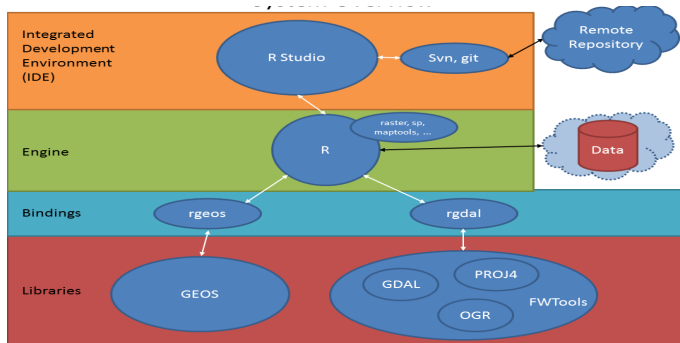 Integrated
Development
Environment
(IDE)
R Studio
Svn, git
Remote
Repository
Engine
raster, sp,
maptools, ...
R
Data
Bindings
rgeos
rgdal
Libraries
GEOS
GDAL
PROJ4
FWTools
OGR